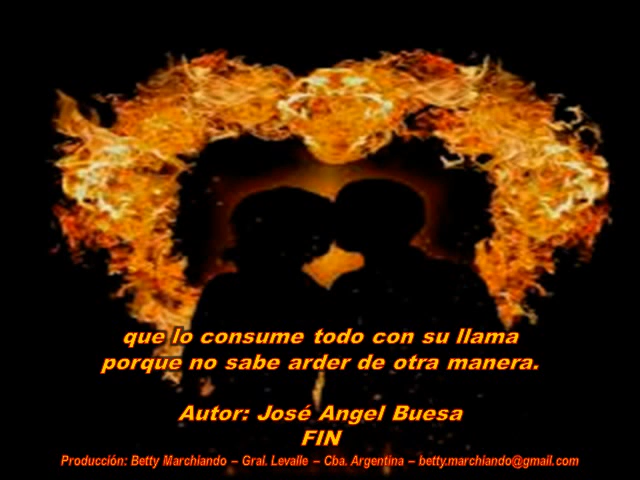 que lo consume todo con su llama
porque no sabe arder de otra manera.
Autor: José Angel Buesa
FIN
Producción: Betty Marchiando – Gral. Levalle – Cba. Argentina – betty.marchiando@gmail.com